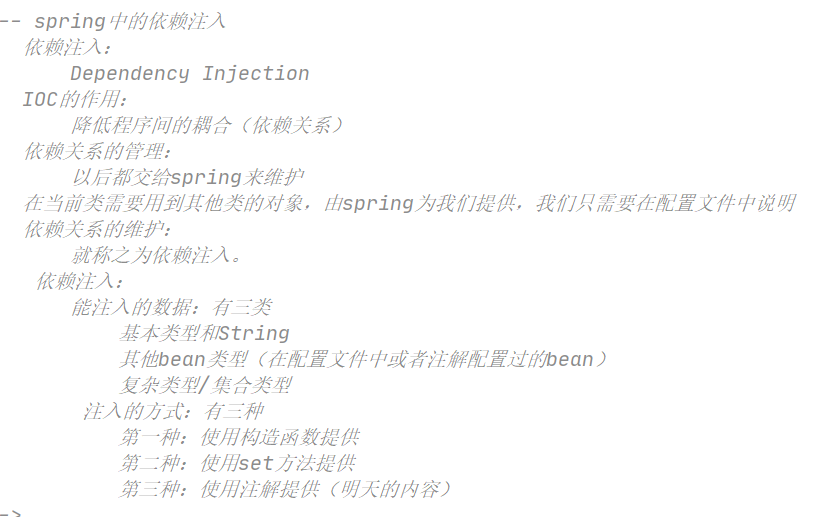 -- spring中的依赖注入
依赖注入：
Dependency Injection
IOC的作用：
降低程序间的耦合（依赖关系）
依赖关系的管理：
以后都交给spring来维护
在当前类需要用到其他类的对象，由spring为我们提供，我们只需要在配置文件中说明
依赖关系的维护：
就称之为依赖注入。
依赖注入：
能注入的数据：有三类
基本类型和String
其他bean类型（在配置文件中或者注解配置过的bean）
复杂类型/集合类型
注入的方式：有三种
第一种：使用构造函数提供
第二种：使用set方法提供
第三种：使用注解提供（明天的内容）
->